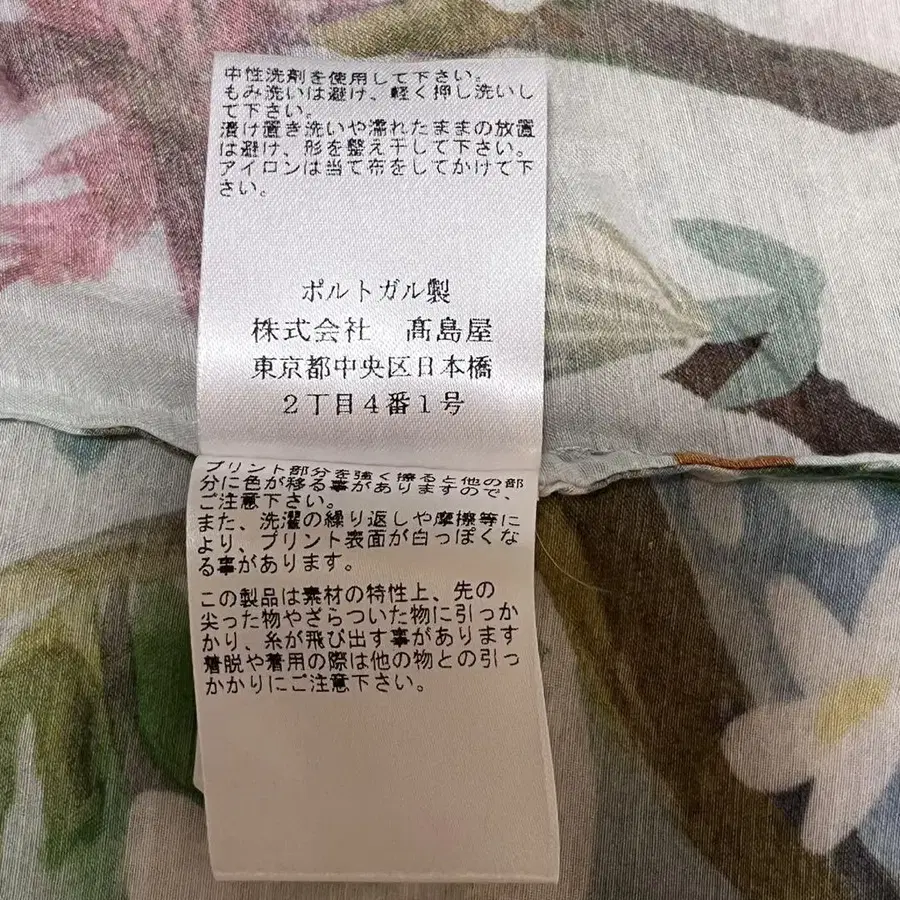 中性洗剤を使用して下さい。
もみ洗いは避け、軽く押し洗いし
て下さい。
漬け置き洗いや濡れたままの放置
は避け、形を整え干して下さい。
アイロンは当て布をしてかけて下
さい。
ポルトガル製
株式会社　髙島屋
東京都中央区日本橋
２丁目４番１号
プリント部分を強く擦ると他の部
分に色が移る事がありますので、
ご注意下さい。
また、洗濯の繰り返しや摩擦等に
より、プリント表面が白っぽくな
る事があります。
この製品は素材の特性上、先の
尖った物やざらついた物に引っか
かり、糸が飛び出す事があります
着脱や着用の際は他の物との引っ
かかりにご注意下さい。